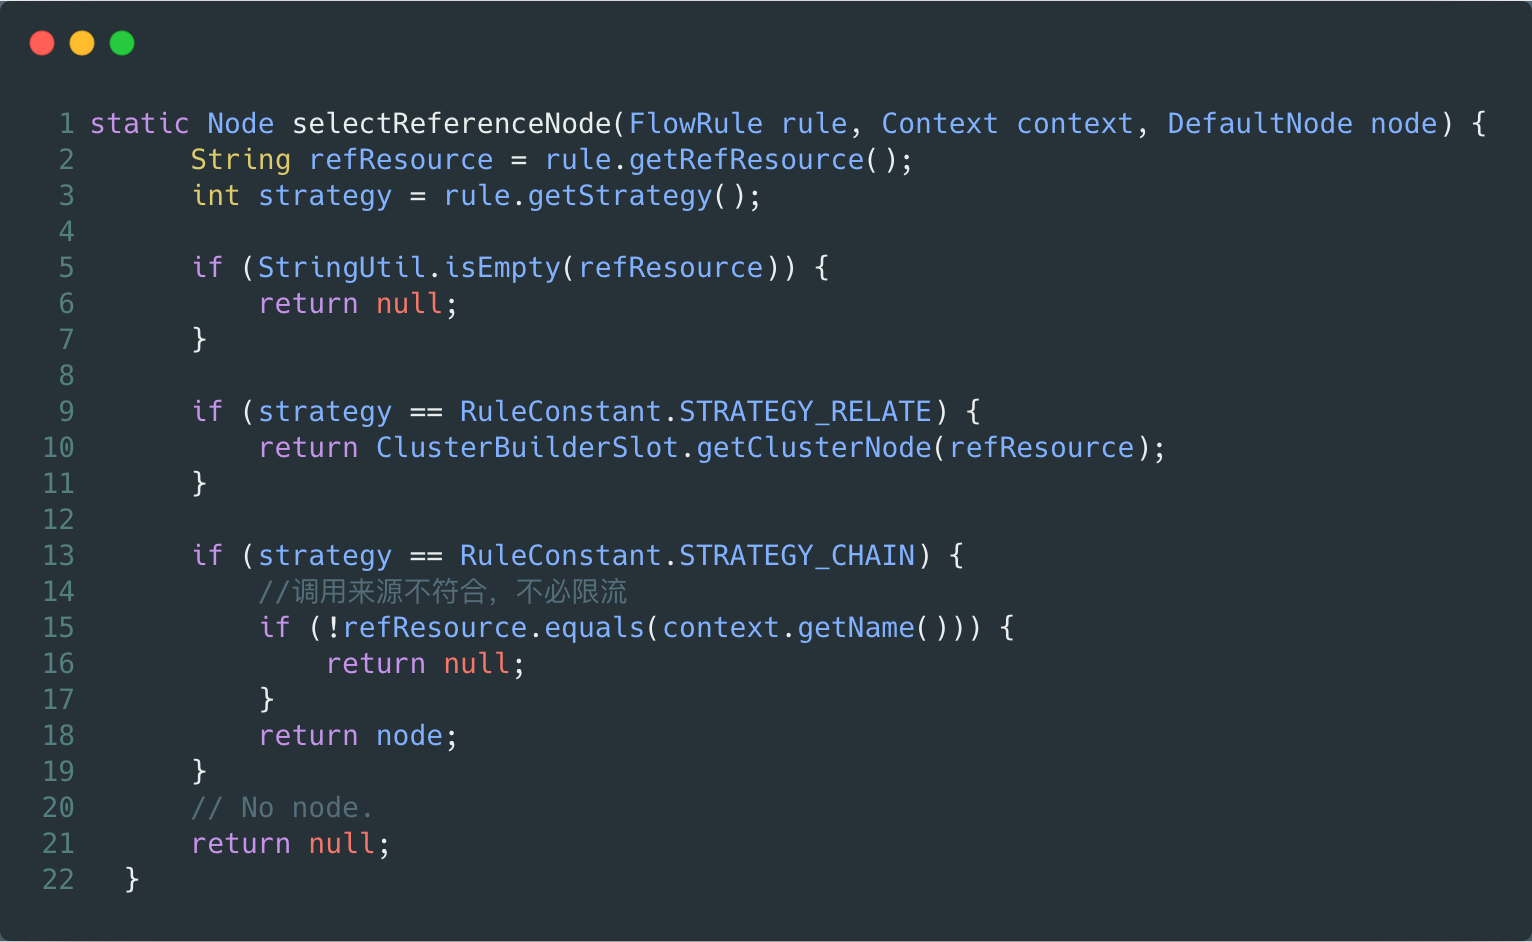 1 static Node selectReferenceNode(FlowRule rule, Context context, DefaultNode node) {
2 String refResource = rule.getRefResource();
3 int strategy = rule.getStrategy();
4
5 if (StringUtil.isEmpty(refResource)) {
6 return null;
7 }
8
9 if (strategy == RuleConstant.STRATEGY_RELATE) {
10 return ClusterBuilderSlot.getClusterNode(refResource);
11 }
12
13 if (strategy == RuleConstant.STRATEGY_CHAIN) {
14 //调用来源不符合，不必限流
15 if (!refResource.equals(context.getName())) {
16 return null;
17 }
18 return node;
19 }
20 // No node.
21 return null;
22 }